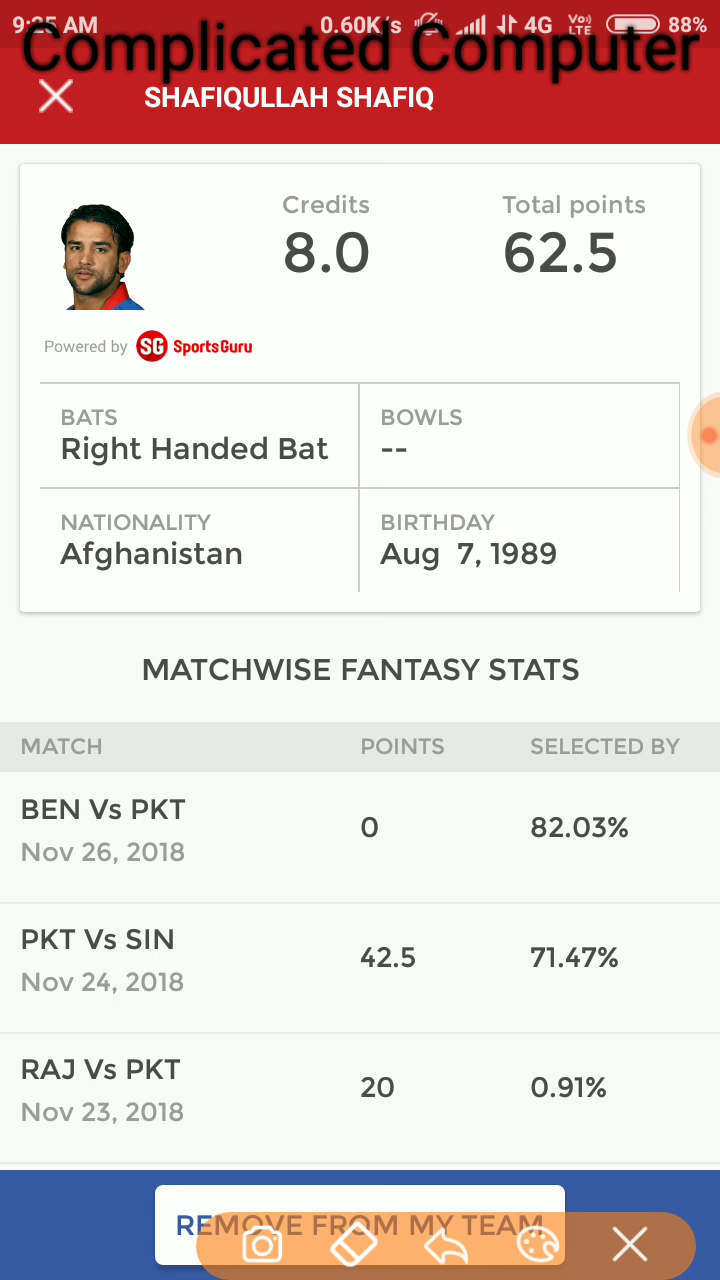 9:25 AM 0.60K/s 4G Vo) LTE 88%
Complicated Computer
SHAFIQULLAH SHAFIQ
Credits Total points
8.0 62.5
Powered by SG SportsGuru
BATS BOWLS
Right Handed Bat --
NATIONALITY BIRTHDAY
Afghanistan Aug 7, 1989
MATCHWISE FANTASY STATS
MATCH POINTS SELECTED BY
BEN Vs PKT 0 82.03%
Nov 26, 2018
PKT Vs SIN 42.5 71.47%
Nov 24, 2018
RAJ Vs PKT 20 0.91%
Nov 23, 2018
REMOVE FROM MY TEAM